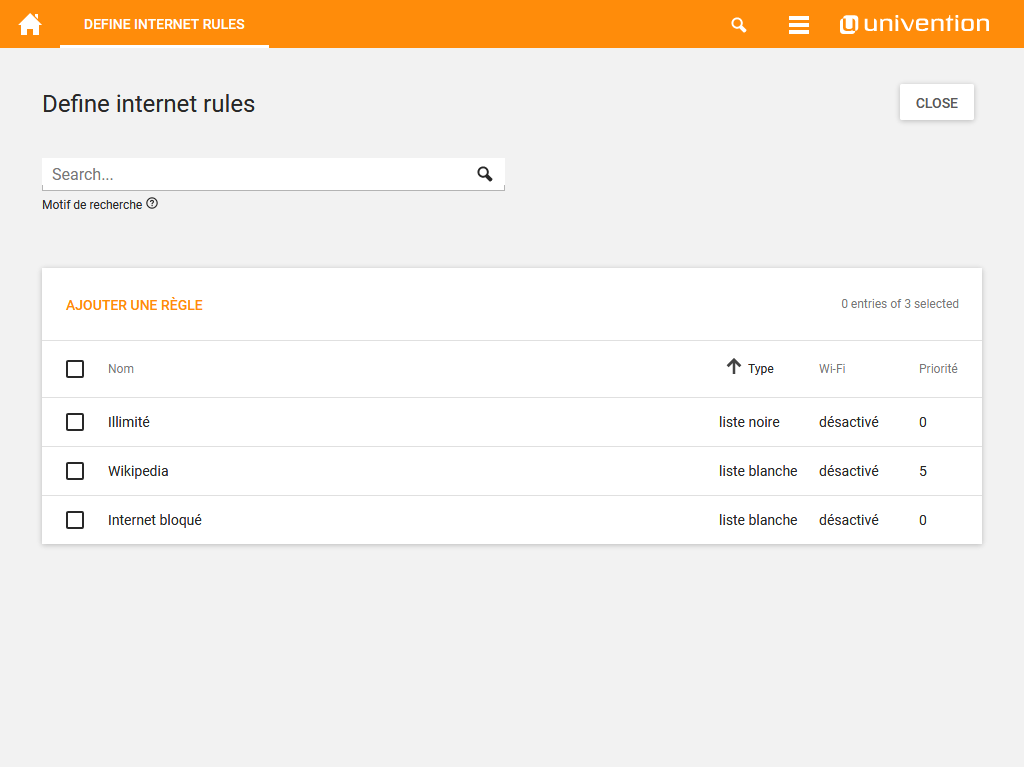 DEFINE INTERNET RULES
univention
Define internet rules
CLOSE
Search...
Motif de recherche
AJOUTER UNE RÈGLE
0 entries of 3 selected
Nom Type Wi-Fi Priorité
Illimité liste noire désactivé 0
Wikipedia liste blanche désactivé 5
Internet bloqué liste blanche désactivé 0